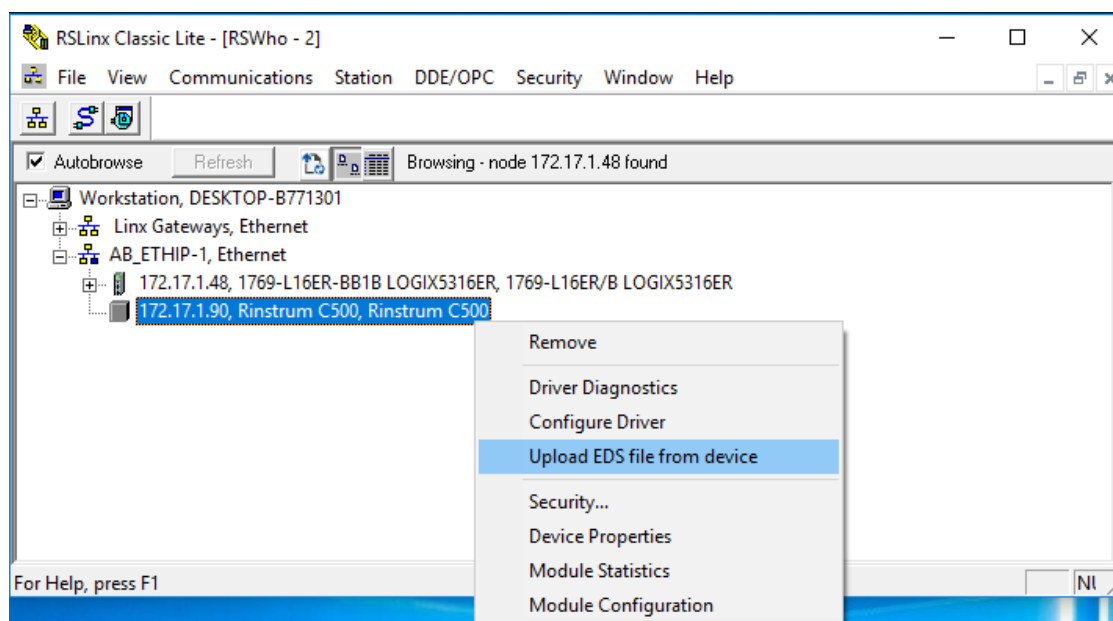 RSLinx Classic Lite - [RSWho - 2]
File View Communications Station DDE/OPC Security Window Help
Autobrowse Refresh Browsing - node 172.17.1.48 found
Workstation, DESKTOP-B771301
Linx Gateways, Ethernet
AB_ETHIP-1, Ethernet
172.17.1.48, 1769-L16ER-BB1B LOGIX5316ER, 1769-L16ER/B LOGIX5316ER
172.17.1.90, Rinstrum C500, Rinstrum C500
Remove
Driver Diagnostics
Configure Driver
Upload EDS file from device
Security...
Device Properties
Module Statistics
Module Configuration
For Help, press F1